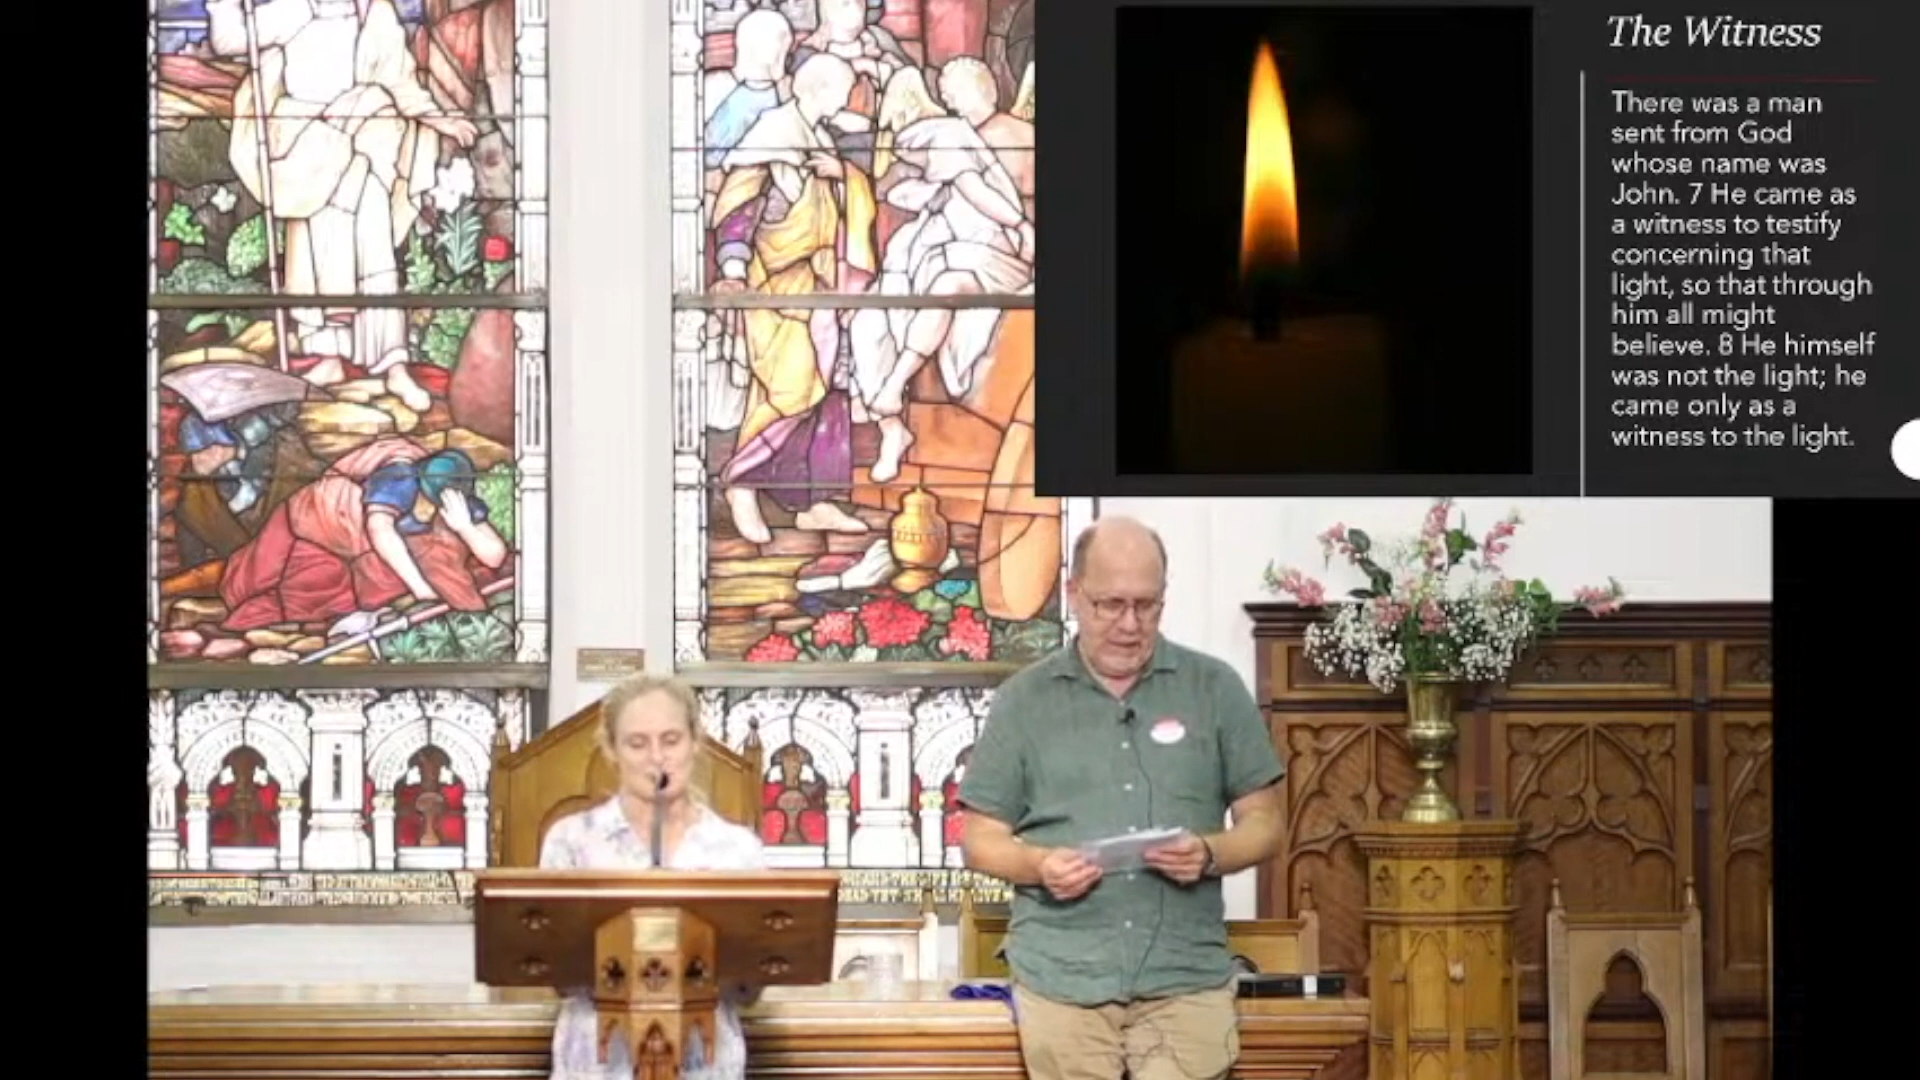 The Witness
There was a man
sent from God
whose name was
John. 7 He came as
a witness to testify
concerning that
light, so that through
him all might
believe. 8 He himself
was not the light; he
came only as a
witness to the light.